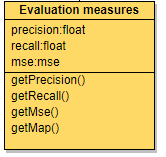 Evaluation measures
precision:float
recall:float
mse:mse
getPrecision()
getRecall()
getMse()
getMap()